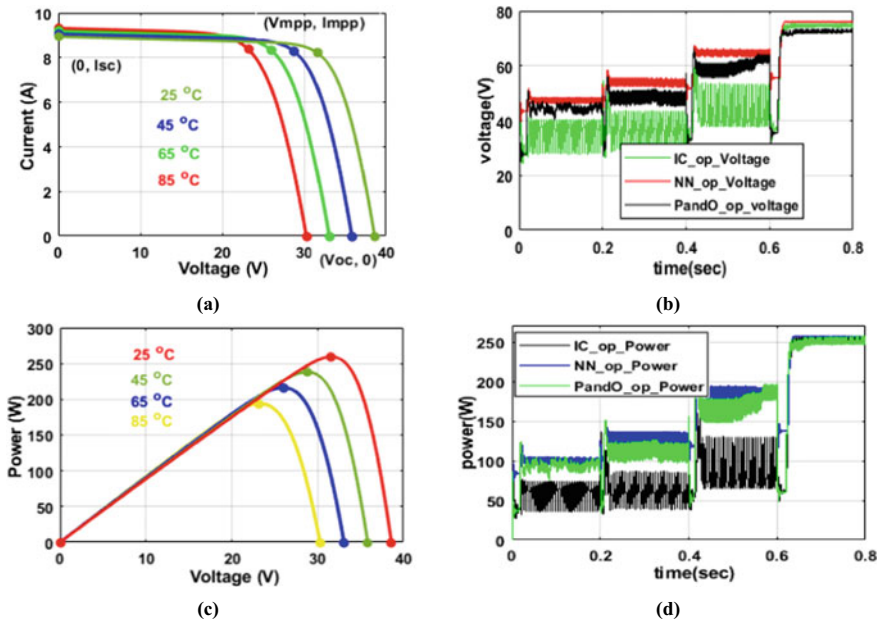 10
8
6
4
2
0
Current (A)
(Vmpp, Impp)
(0, Isc)
25 °C
45 °C
65 °C
85 °C
(Voc, 0)
0
10
20
30
40
Voltage (V)
(a)
80
60
40
20
0
voltage(V)
IC_op_Voltage
NN_op_Voltage
PandO_op_voltage
0
0.2
0.4
0.6
0.8
time(sec)
(b)
300
250
200
150
100
50
0
Power (W)
25 °C
45 °C
65 °C
85 °C
0
10
20
30
40
Voltage (V)
(c)
250
200
150
100
50
0
power(W)
IC_op_Power
NN_op_Power
PandO_op_Power
0
0.2
0.4
0.6
0.8
time(sec)
(d)